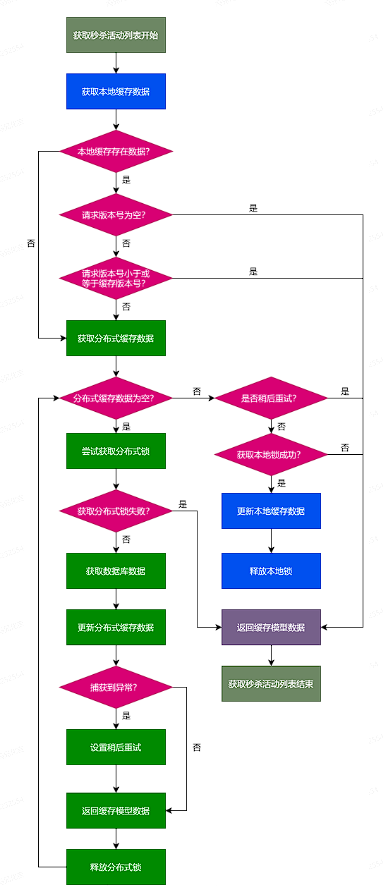 获取秒杀活动列表开始
获取本地缓存数据
本地缓存存在数据?
是
请求版本号为空?
是
否
否
请求版本号小于或
等于缓存版本号?
是
否
获取分布式缓存数据
分布式缓存数据为空?
否
是否稍后重试?
是
是
否
尝试获取分布式锁
获取本地锁成功?
否
是
获取分布式锁失败?
是
更新本地缓存数据
否
获取数据库数据
释放本地锁
更新分布式缓存数据
返回缓存模型数据
捕获到异常?
获取秒杀活动列表结束
是
否
设置稍后重试
返回缓存模型数据
释放分布式锁